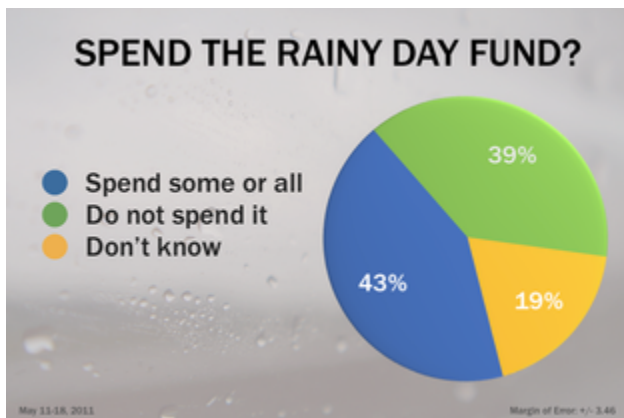 SPEND THE RAINY DAY FUND?
Spend some or all
Do not spend it
Don't know
39%
43%
19%
May 11-18, 2011
Margin of Error: +/- 3.46